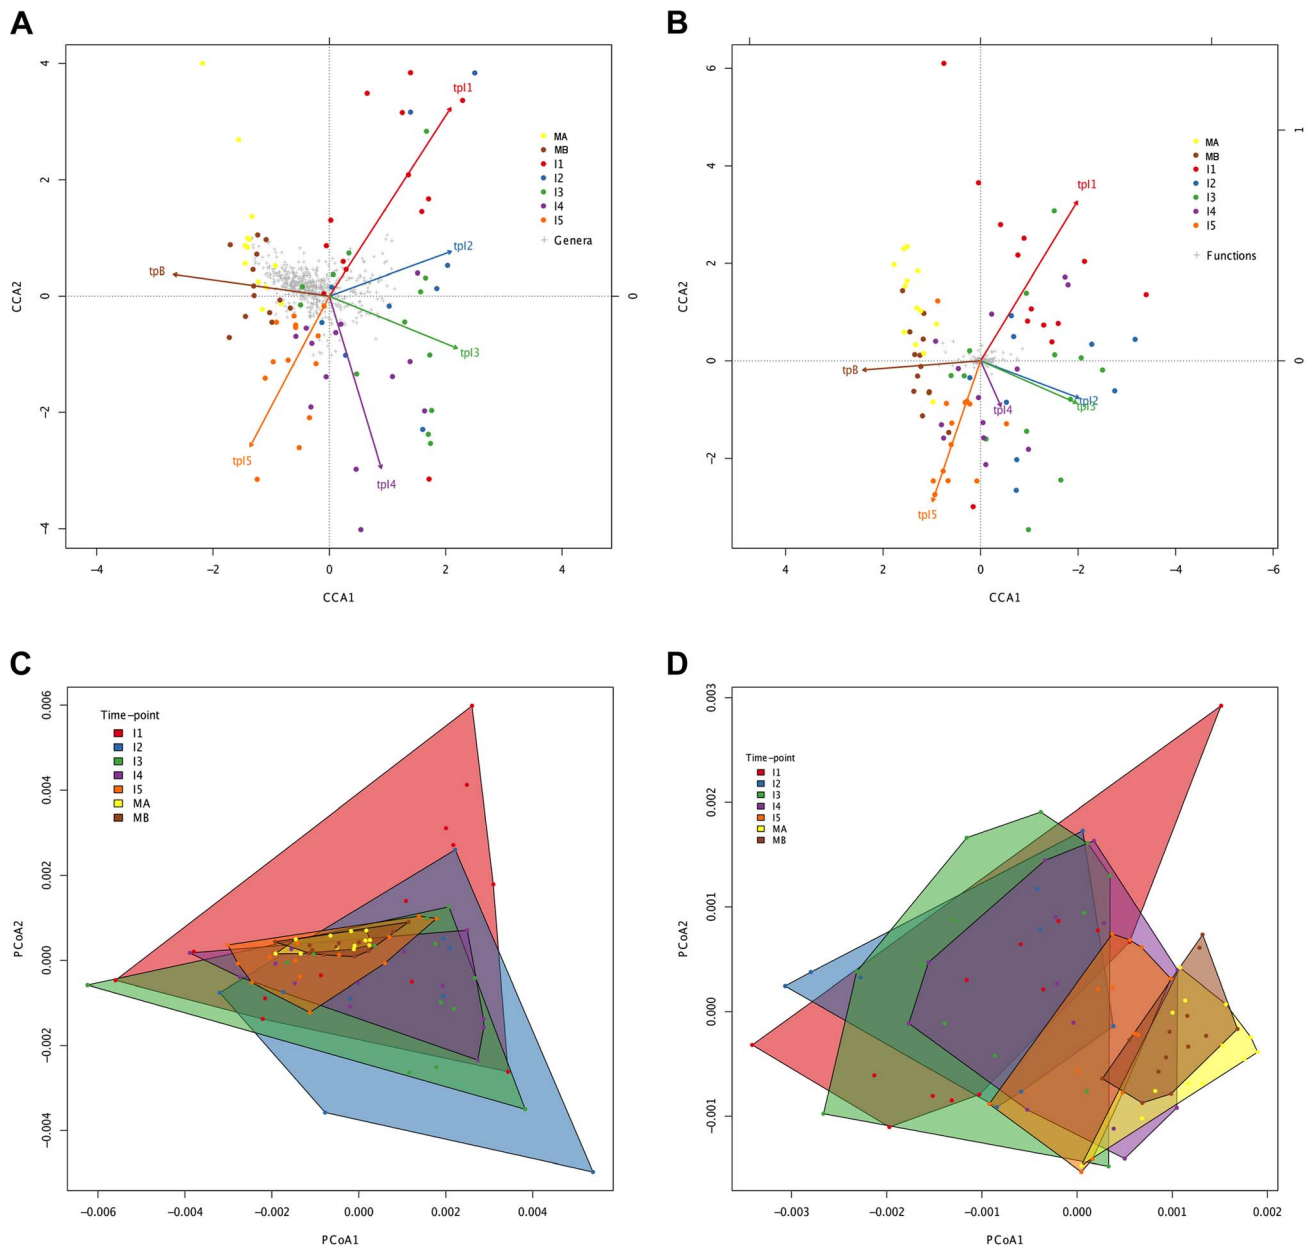 A
4
2
0
−2
−4
CCA2
−4
−2
0
2
4
CCA1
0
tpI1
tpI2
tpI3
tpI4
tpI5
tpB
MA
MB
I1
I2
I3
I4
I5
Genera
B
6
4
2
0
−2
CCA2
4
2
0
−2
−4
−6
CCA1
1
0
tpI1
tpI2
tpI3
tpI4
tpI5
tpB
MA
MB
I1
I2
I3
I4
I5
Functions
C
0.006
0.004
0.002
0.000
−0.002
−0.004
PCoA2
Time−point
I1
I2
I3
I4
I5
MA
MB
−0.006
−0.004
−0.002
0.000
0.002
0.004
PCoA1
D
0.003
0.002
0.001
0.000
−0.001
PCoA2
Time−point
I1
I2
I3
I4
I5
MA
MB
−0.003
−0.002
−0.001
0.000
0.001
0.002
PCoA1